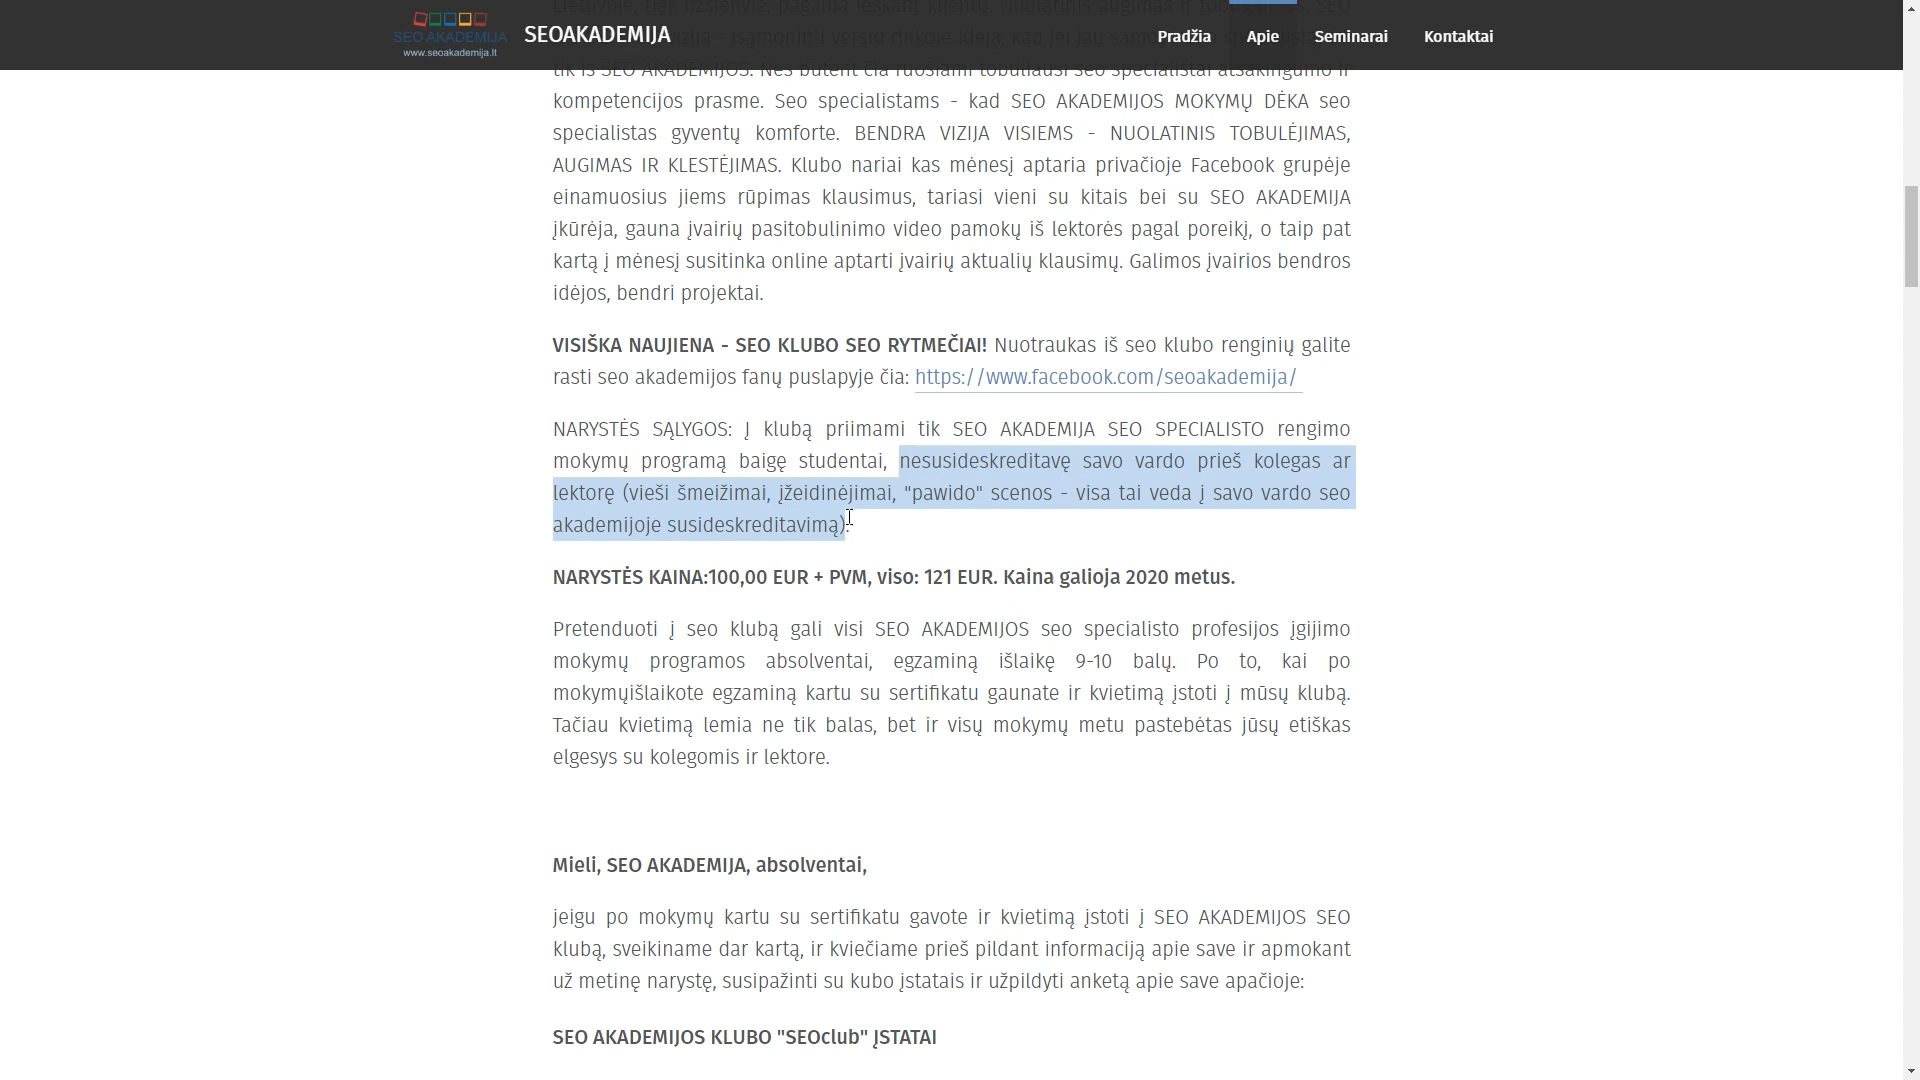 SEO AKADEMIJA
www.seoakademija.lt
SEOAKADEMIJA
Pradžia
Apie
Seminarai
Kontaktai
tik iš SEO AKADEMIJOS. Nes būtent čia ruošiami tobuliausi seo specialistai atsakingumo ir
kompetencijos prasme. Seo specialistams - kad SEO AKADEMIJOS MOKYMŲ DĖKA seo
specialistas gyventų komforte. BENDRA VIZIJA VISIEMS - NUOLATINIS TOBULĖJIMAS,
AUGIMAS IR KLESTĖJIMAS. Klubo nariai kas mėnesį aptaria privačioje Facebook grupėje
einamuosius jiems rūpimas klausimus, tariasi vieni su kitais bei su SEO AKADEMIJA
įkūrėja, gauna įvairių pasitobulinimo video pamokų iš lektorės pagal poreikį, o taip pat
kartą į mėnesį susitinka online aptarti įvairių aktualių klausimų. Galimos įvairios bendros
idėjos, bendri projektai.
VISIŠKA NAUJIENA - SEO KLUBO SEO RYTMEČIAI! Nuotraukas iš seo klubo renginių galite
rasti seo akademijos fanų puslapyje čia: https://www.facebook.com/seoakademija/
NARYSTĖS SĄLYGOS: Į klubą priimami tik SEO AKADEMIJA SEO SPECIALISTO rengimo
mokymų programą baigę studentai, nesusideskreditavę savo vardo prieš kolegas ar
lektorę (vieši šmeižimai, įžeidinėjimai, "pawido" scenos - visa tai veda į savo vardo seo
akademijoje susideskreditavimą).
NARYSTĖS KAINA:100,00 EUR + PVM, viso: 121 EUR. Kaina galioja 2020 metus.
Pretenduoti į seo klubą gali visi SEO AKADEMIJOS seo specialisto profesijos įgijimo
mokymų programos absolventai, egzaminą išlaikę 9-10 balų. Po to, kai po
mokymųišlaikote egzaminą kartu su sertifikatu gaunate ir kvietimą įstoti į mūsų klubą.
Tačiau kvietimą lemia ne tik balas, bet ir visų mokymų metu pastebėtas jūsų etiškas
elgesys su kolegomis ir lektore.
Mieli, SEO AKADEMIJA, absolventai,
jeigu po mokymų kartu su sertifikatu gavote ir kvietimą įstoti į SEO AKADEMIJOS SEO
klubą, sveikiname dar kartą, ir kviečiame prieš pildant informaciją apie save ir apmokant
už metinę narystę, susipažinti su kubo įstatais ir užpildyti anketą apie save apačioje:
SEO AKADEMIJOS KLUBO "SEOclub" ĮSTATAI